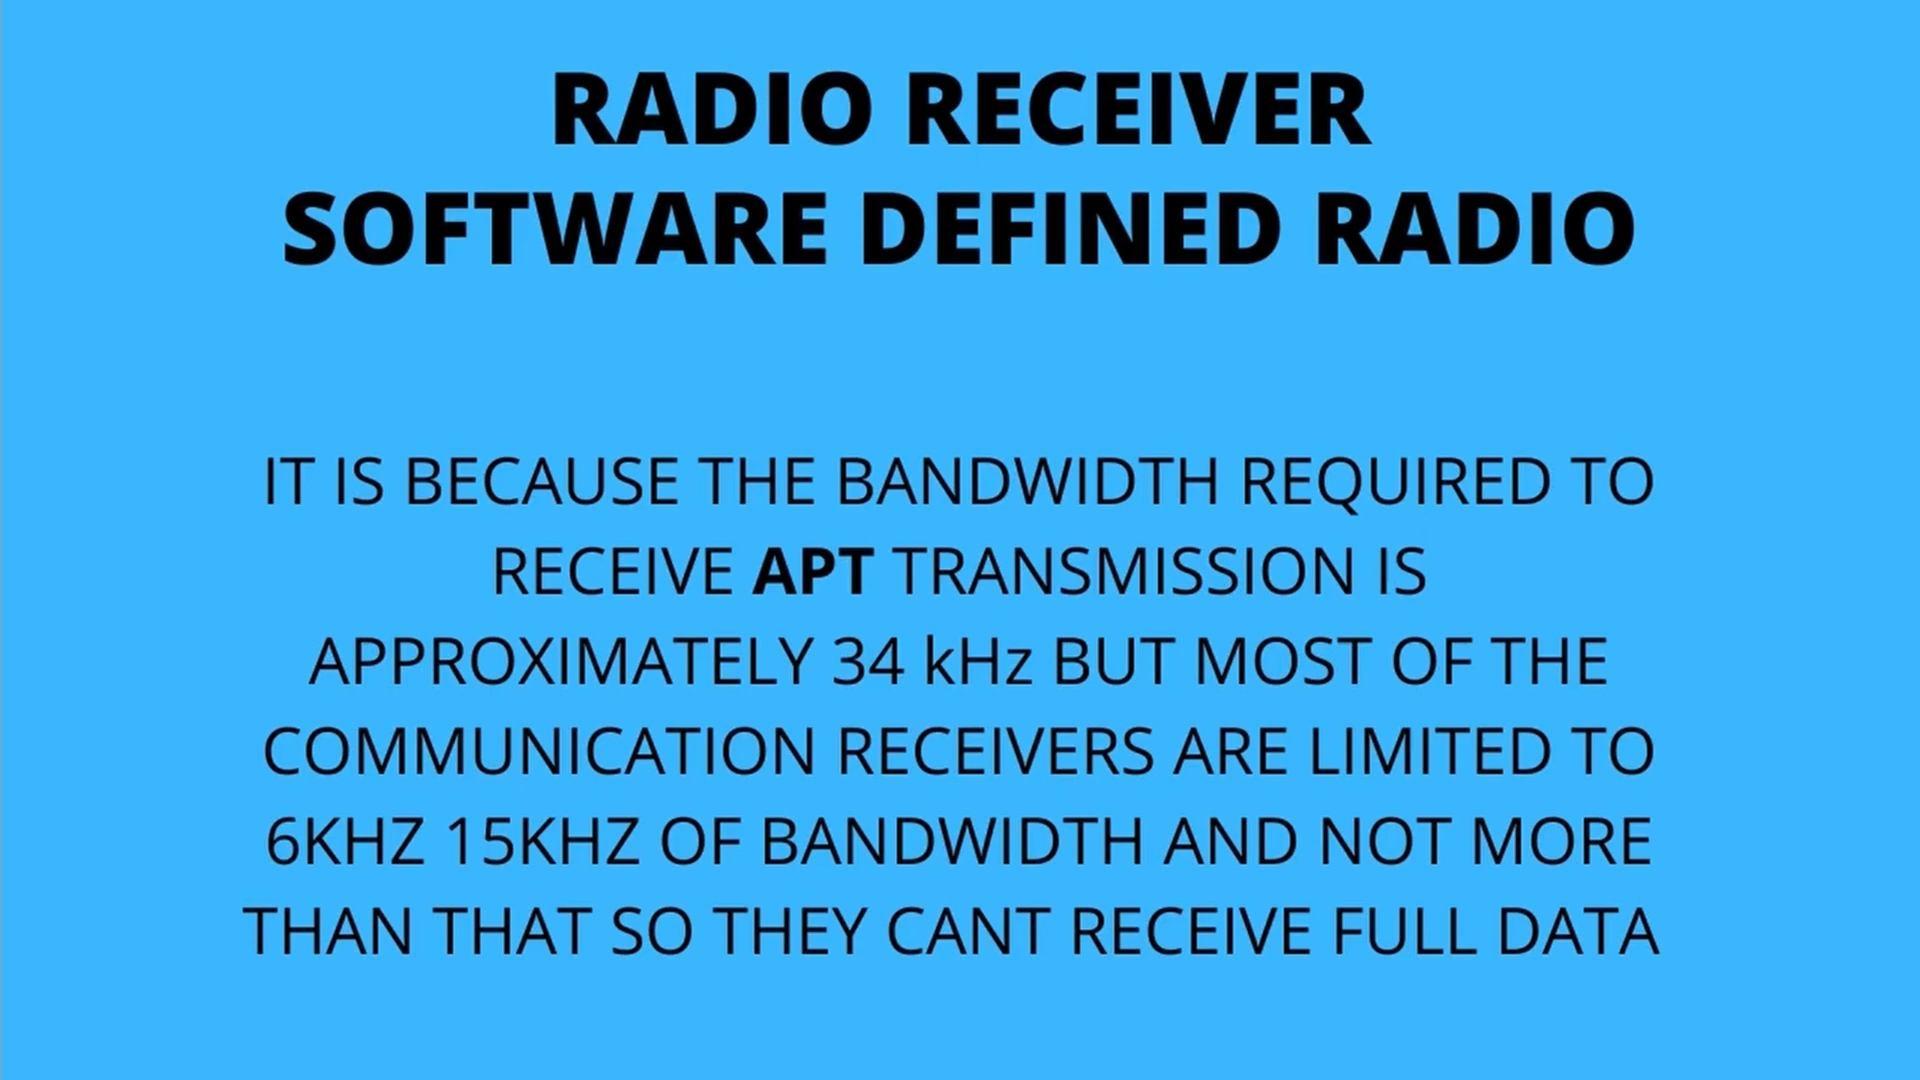 RADIO RECEIVER
SOFTWARE DEFINED RADIO
IT IS BECAUSE THE BANDWIDTH REQUIRED TO
RECEIVE APT TRANSMISSION IS
APPROXIMATELY 34 kHz BUT MOST OF THE
COMMUNICATION RECEIVERS ARE LIMITED TO
6KHZ 15KHZ OF BANDWIDTH AND NOT MORE
THAN THAT SO THEY CANT RECEIVE FULL DATA